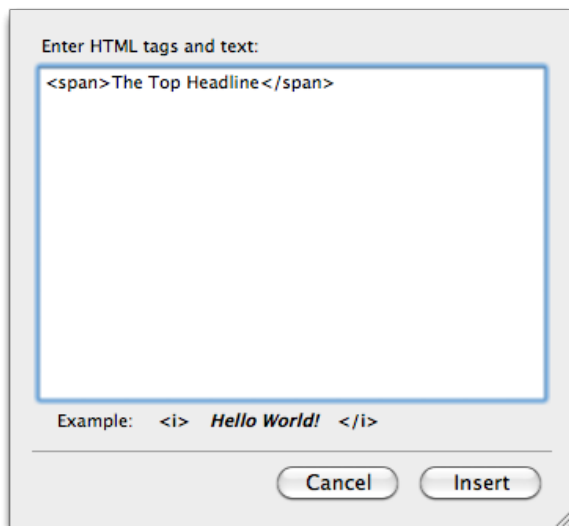 Enter HTML tags and text:
<span>The Top Headline</span>
Example: <i> Hello World! </i>
Cancel Insert